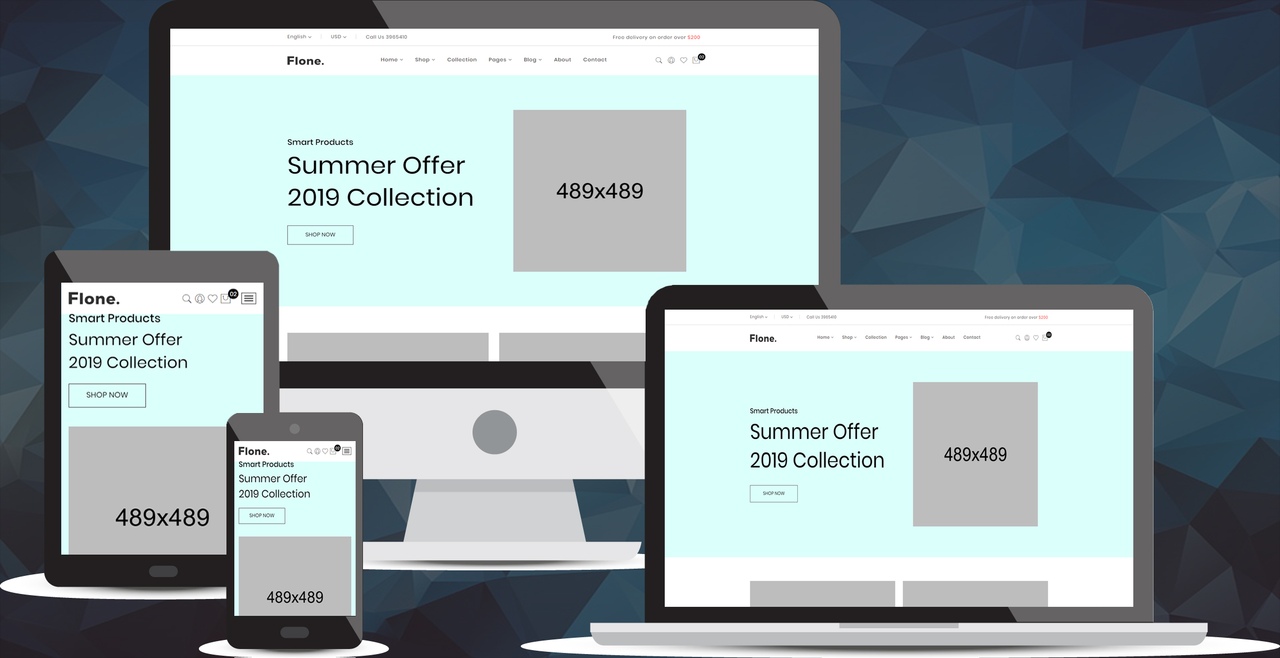 English USD Call Us 3965410 Free delivery on order over $200
Flone. Home Shop Collection Pages Blog About Contact 02
Smart Products
Summer Offer
2019 Collection
SHOP NOW
489x489
Flone. 02
Smart Products
Summer Offer
2019 Collection
SHOP NOW
489x489
Flone. 02
Smart Products
Summer Offer
2019 Collection
SHOP NOW
489x489
English USD Call Us 3965410 Free delivery on order over $200
Flone. Home Shop Collection Pages Blog About Contact
Smart Products
Summer Offer
2019 Collection
SHOP NOW
489x489